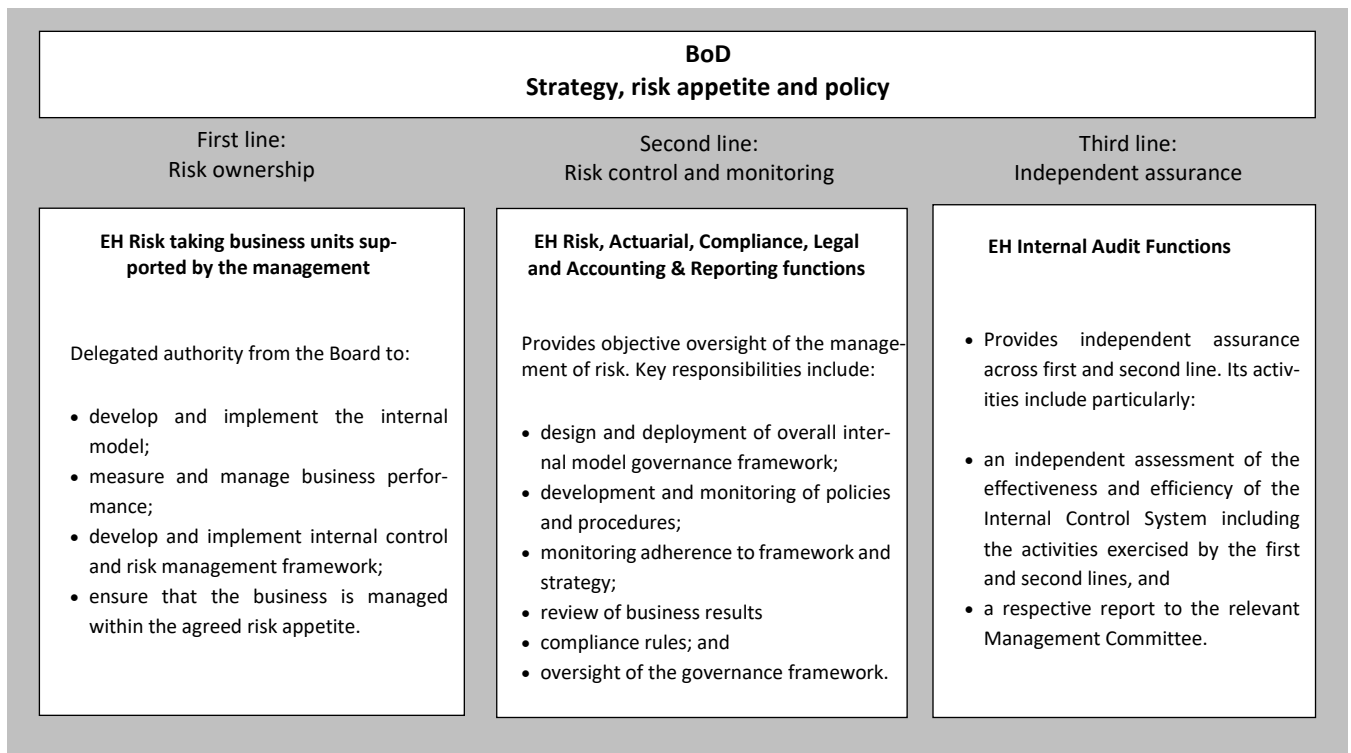 BoD
Strategy, risk appetite and policy
First line:
Risk ownership
EH Risk taking business units sup-
ported by the management
Delegated authority from the Board to:
• develop and implement the internal
model;
• measure and manage business perfor-
mance;
• develop and implement internal control
and risk management framework;
• ensure that the business is managed
within the agreed risk appetite.
Second line:
Risk control and monitoring
EH Risk, Actuarial, Compliance, Legal
and Accounting & Reporting functions
Provides objective oversight of the manage-
ment of risk. Key responsibilities include:
• design and deployment of overall inter-
nal model governance framework;
• development and monitoring of policies
and procedures;
• monitoring adherence to framework and
strategy;
• review of business results
• compliance rules; and
• oversight of the governance framework.
Third line:
Independent assurance
EH Internal Audit Functions
• Provides independent assurance
across first and second line. Its activ-
ities include particularly:
• an independent assessment of the
effectiveness and efficiency of the
Internal Control System including
the activities exercised by the first
and second lines, and
• a respective report to the relevant
Management Committee.